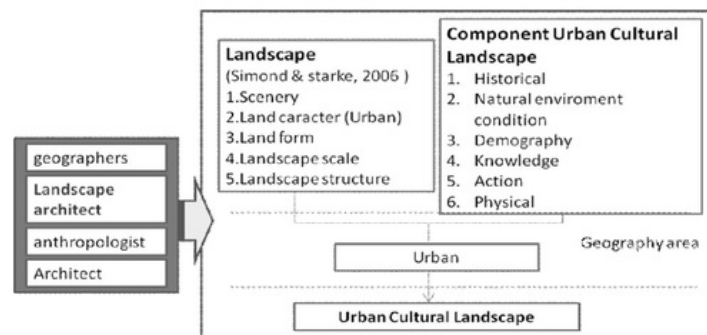 geographers
Landscape
architect
anthropologist
Architect
Landscape
(Simond & starke, 2006 )
1.Scenery
2.Land caracter (Urban)
3.Land form
4.Landscape scale
5.Landscape structure
Component Urban Cultural
Landscape
1. Historical
2. Natural enviroment
condition
3. Demography
4. Knowledge
5. Action
6. Physical
Geography area
Urban
Urban Cultural Landscape